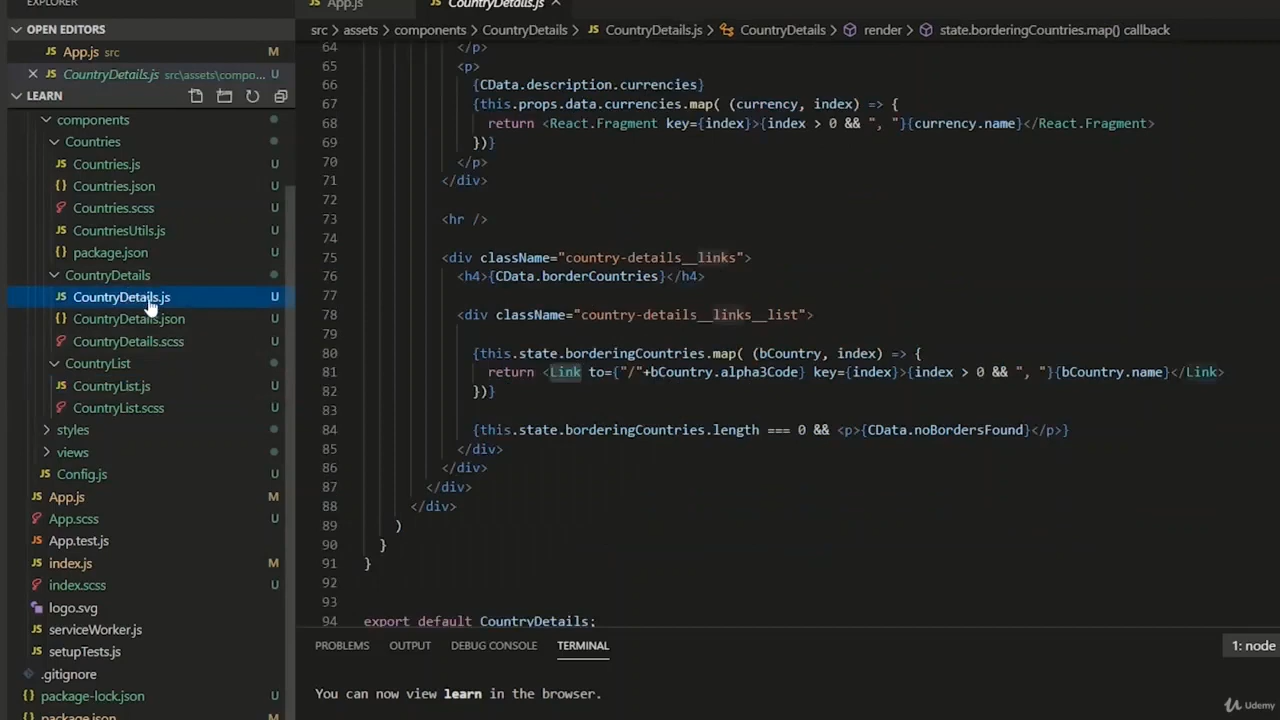 EXPLORER
App.js
CountryDetails.js
OPEN EDITORS
App.js src M
CountryDetails.js src\assets\compo... U
LEARN
components
Countries
Countries.js U
Countries.json U
Countries.scss U
CountriesUtils.js U
package.json U
CountryDetails
CountryDetails.js U
CountryDetails.json U
CountryDetails.scss U
CountryList
CountryList.js U
CountryList.scss U
styles
views
Config.js U
App.js M
App.scss U
App.test.js
index.js M
index.scss U
logo.svg
serviceWorker.js
setupTests.js
.gitignore
package-lock.json U
package.json M
src > assets > components > CountryDetails > JS CountryDetails.js > CountryDetails > render > state.borderingCountries.map() callback
64 </p>
65 <p>
66 {CData.description.currencies}
67 {this.props.data.currencies.map( (currency, index) => {
68 return <React.Fragment key={index}>{index > 0 && ", "}{currency.name}</React.Fragment>
69 })}
70 </p>
71 </div>
72
73 <hr />
74
75 <div className="country-details__links">
76 <h4>{CData.borderCountries}</h4>
77
78 <div className="country-details__links__list">
79
80 {this.state.borderingCountries.map( (bCountry, index) => {
81 return <Link to={"/"+bCountry.alpha3Code} key={index}>{index > 0 && ", "}{bCountry.name}</Link>
82 })}
83
84 {this.state.borderingCountries.length === 0 && <p>{CData.noBordersFound}</p>}
85 </div>
86 </div>
87 </div>
88 </div>
89 )
90 }
91 }
92
93
94 export default CountryDetails;
PROBLEMS OUTPUT DEBUG CONSOLE TERMINAL 1: node
You can now view learn in the browser.
Udemy